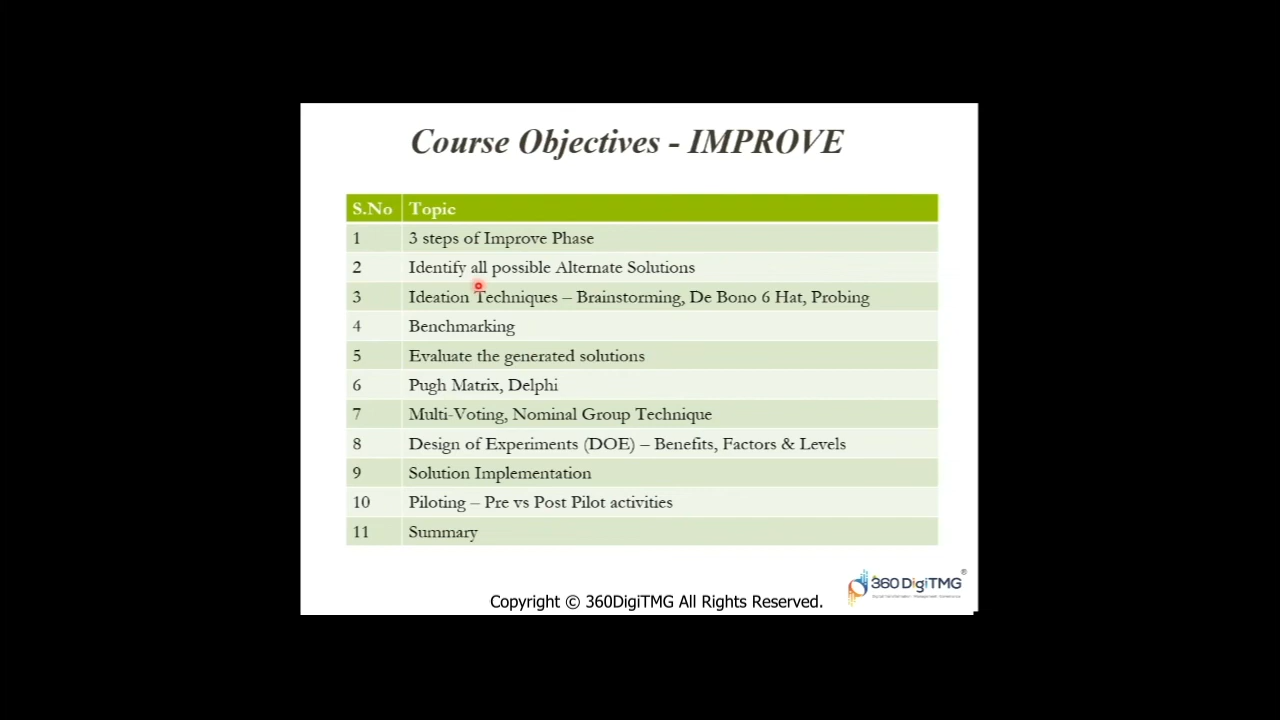 Course Objectives - IMPROVE
S.No Topic
1 3 steps of Improve Phase
2 Identify all possible Alternate Solutions
3 Ideation Techniques – Brainstorming, De Bono 6 Hat, Probing
4 Benchmarking
5 Evaluate the generated solutions
6 Pugh Matrix, Delphi
7 Multi-Voting, Nominal Group Technique
8 Design of Experiments (DOE) – Benefits, Factors & Levels
9 Solution Implementation
10 Piloting – Pre vs Post Pilot activities
11 Summary
360 DigiTMG®
Copyright © 360DigiTMG All Rights Reserved.